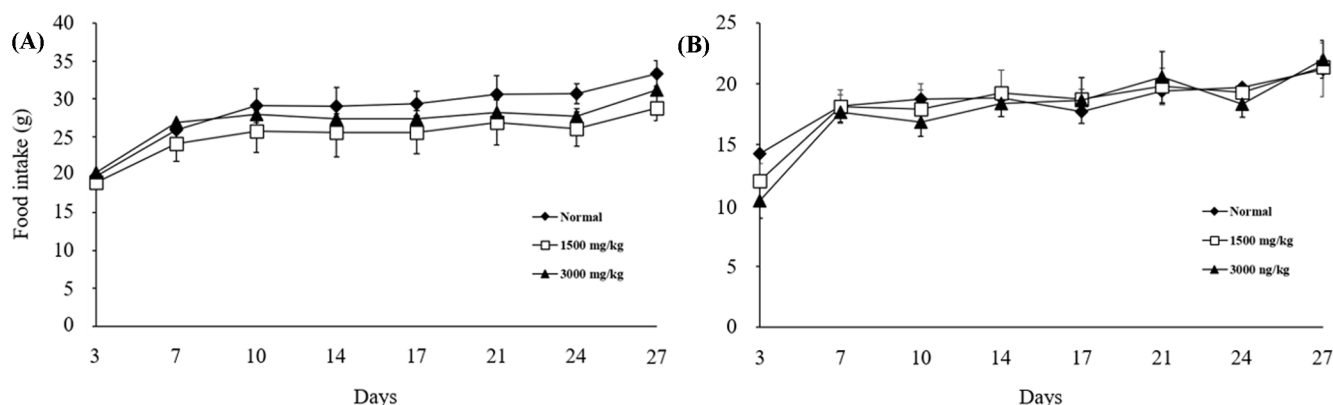 (A)
Food intake (g)
40
35
30
25
20
15
10
5
0
Normal
1500 mg/kg
3000 mg/kg
3 7 10 14 17 21 24 27
Days
(B)
25
20
15
10
5
0
Normal
1500 mg/kg
3000 ng/kg
3 7 10 14 17 21 24 27
Days